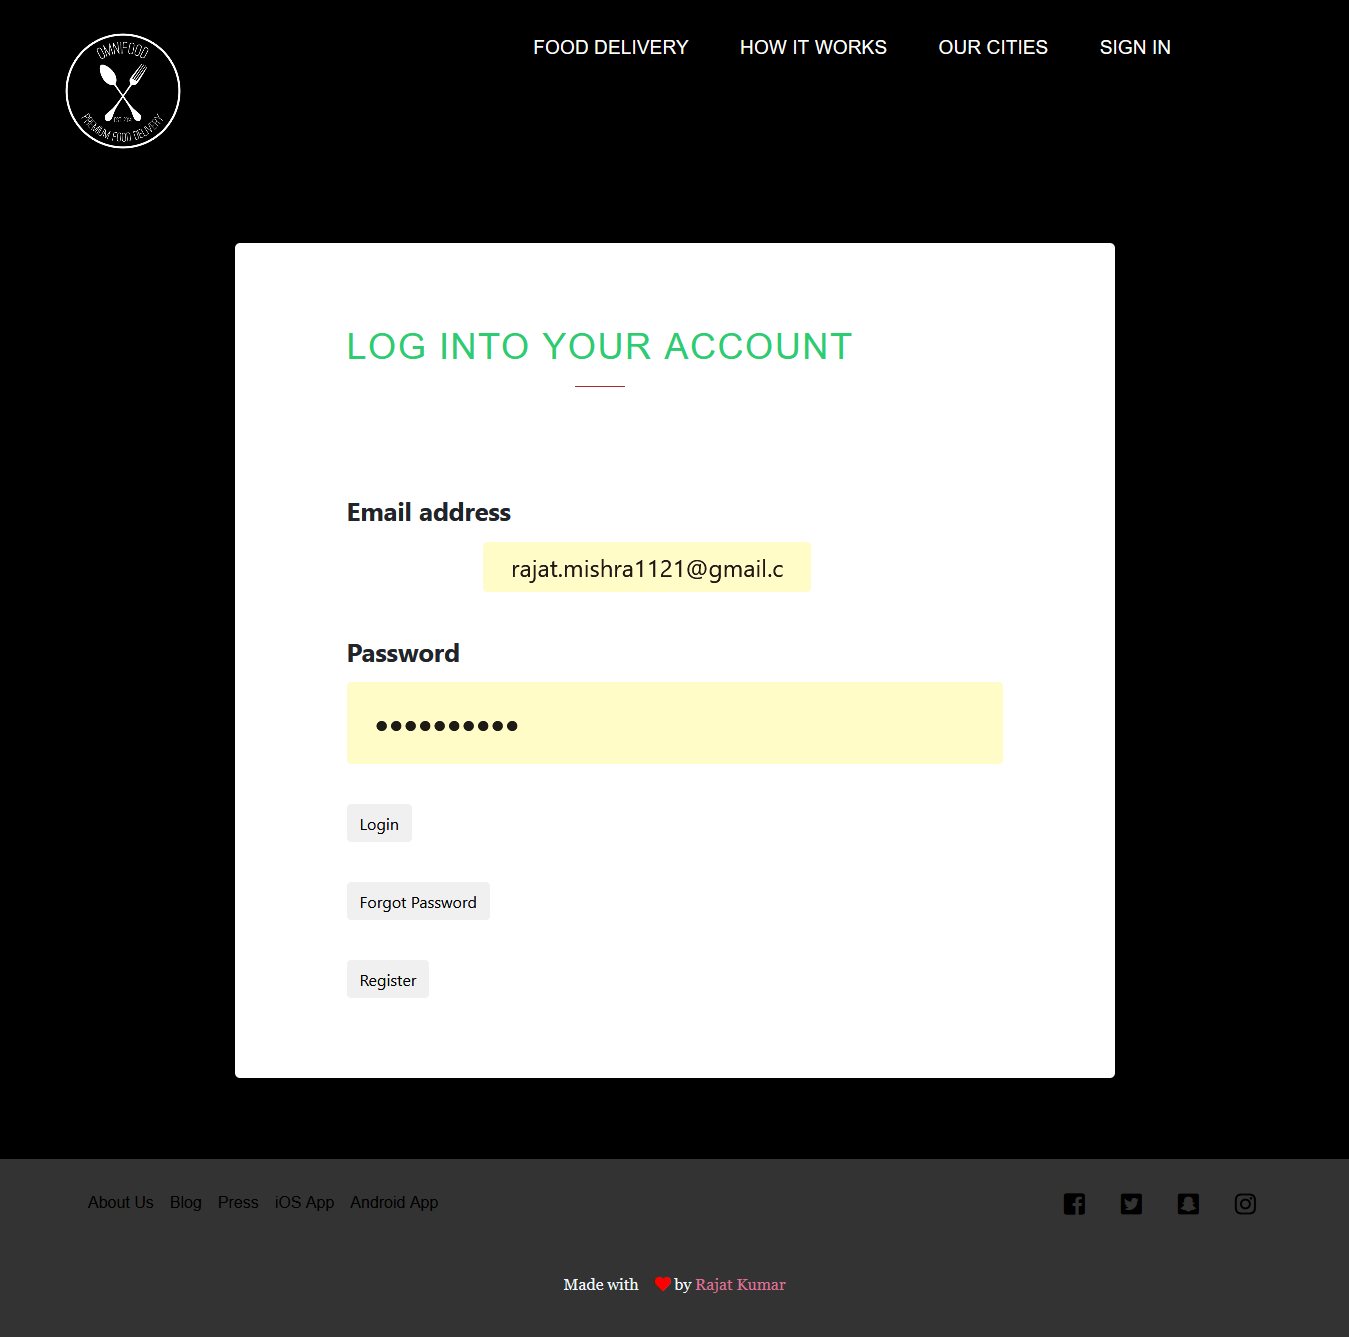 OMNIFOOD
PREMIUM FOOD DELIVERY
FOOD DELIVERY HOW IT WORKS OUR CITIES SIGN IN
LOG INTO YOUR ACCOUNT
Email address
rajat.mishra1121@gmail.c
Password
Login
Forgot Password
Register
About Us Blog Press iOS App Android App
Made with by Rajat Kumar